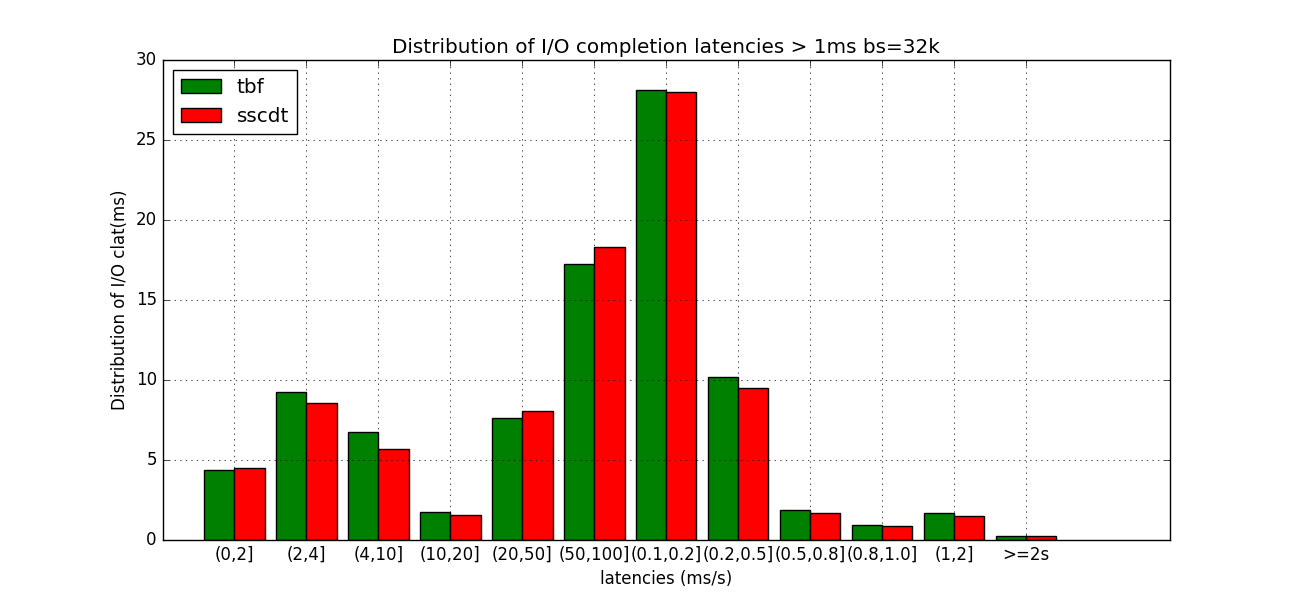 Distribution of I/O completion latencies > 1ms bs=32k
tbf
sscdt
30
25
20
15
10
5
0
Distribution of I/O clat(ms)
(0,2] (2,4] (4,10] (10,20] (20,50] (50,100] (0.1,0.2] (0.2,0.5] (0.5,0.8] (0.8,1.0] (1,2] >=2s
latencies (ms/s)